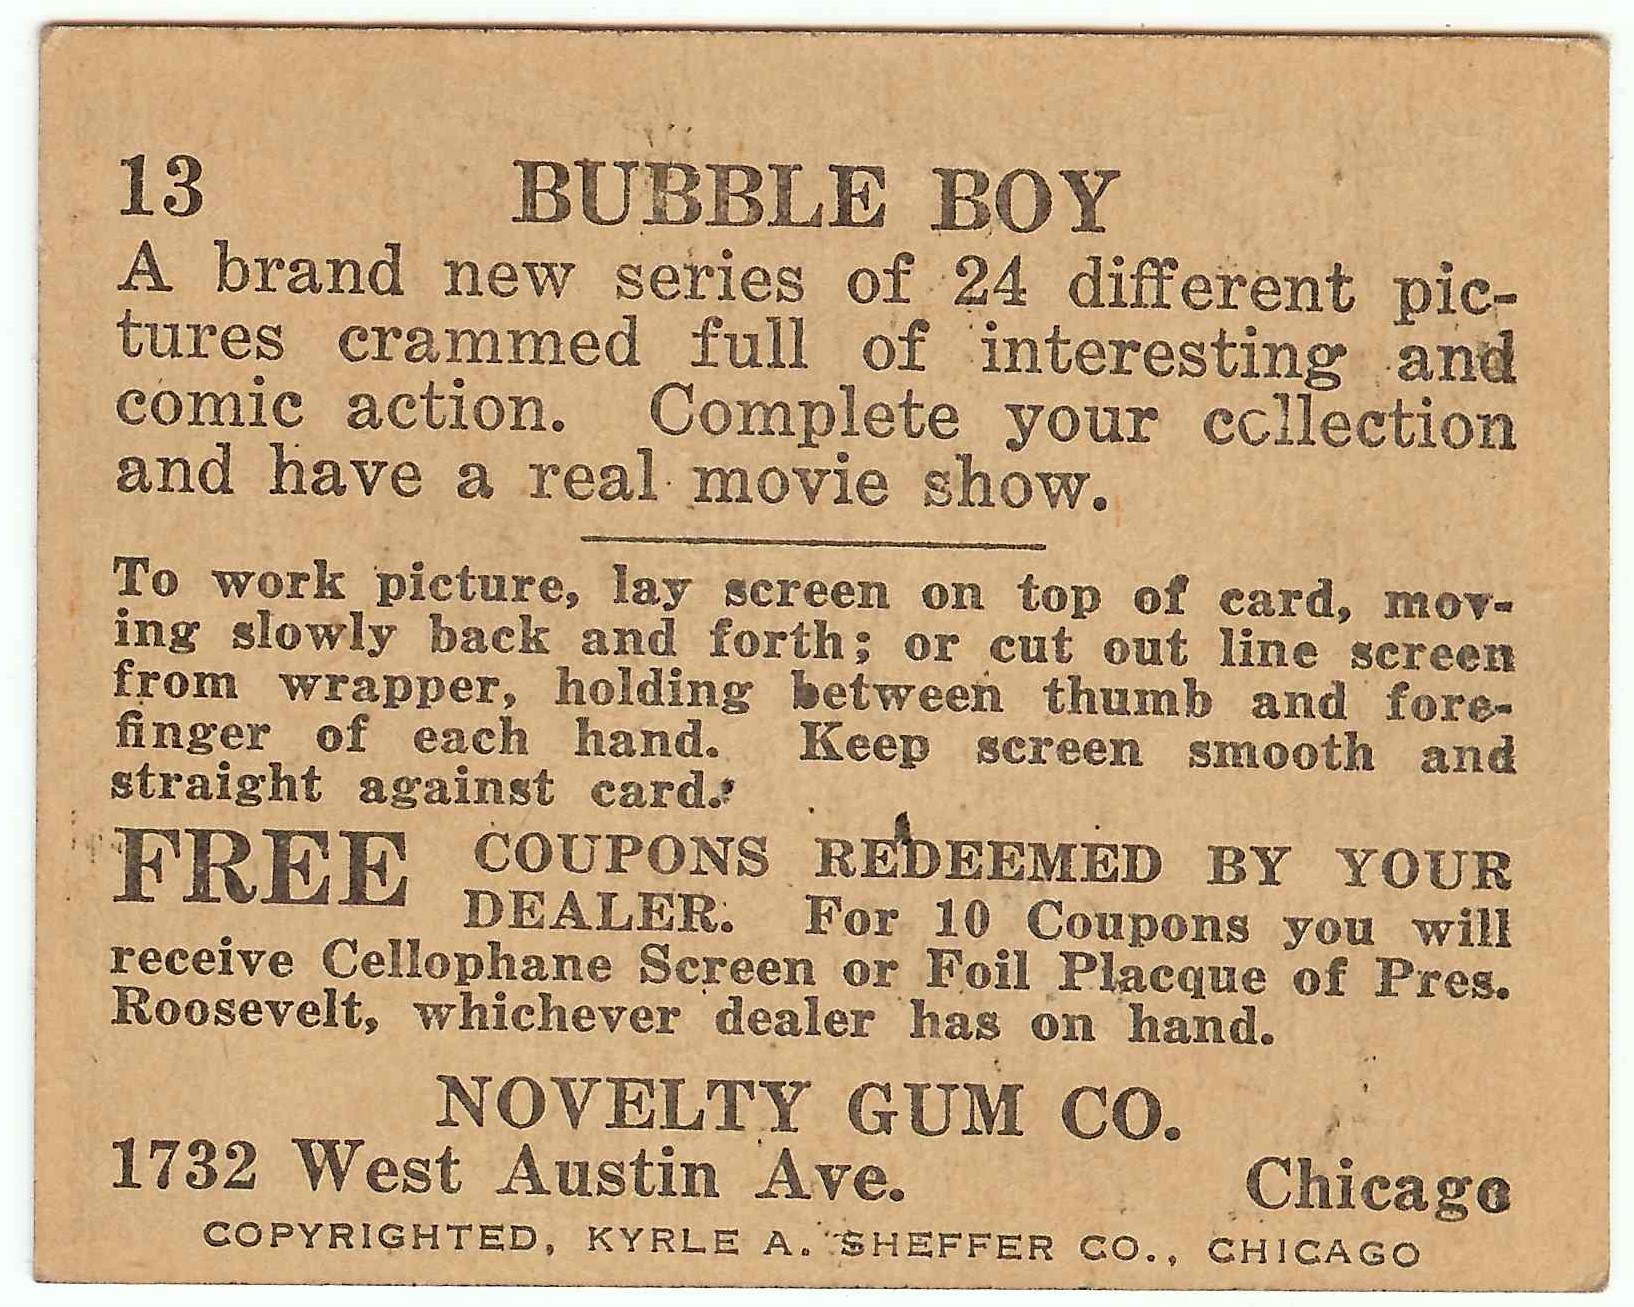 13 BUBBLE BOY
A brand new series of 24 different pic-
tures crammed full of interesting and
comic action. Complete your collection
and have a real movie show.
To work picture, lay screen on top of card, mov-
ing slowly back and forth; or cut out line screen
from wrapper, holding between thumb and fore-
finger of each hand. Keep screen smooth and
straight against card.
FREE COUPONS REDEEMED BY YOUR
DEALER. For 10 Coupons you will
receive Cellophane Screen or Foil Placque of Pres.
Roosevelt, whichever dealer has on hand.
NOVELTY GUM CO.
1732 West Austin Ave. Chicago
COPYRIGHTED, KYRLE A. SHEFFER CO., CHICAGO